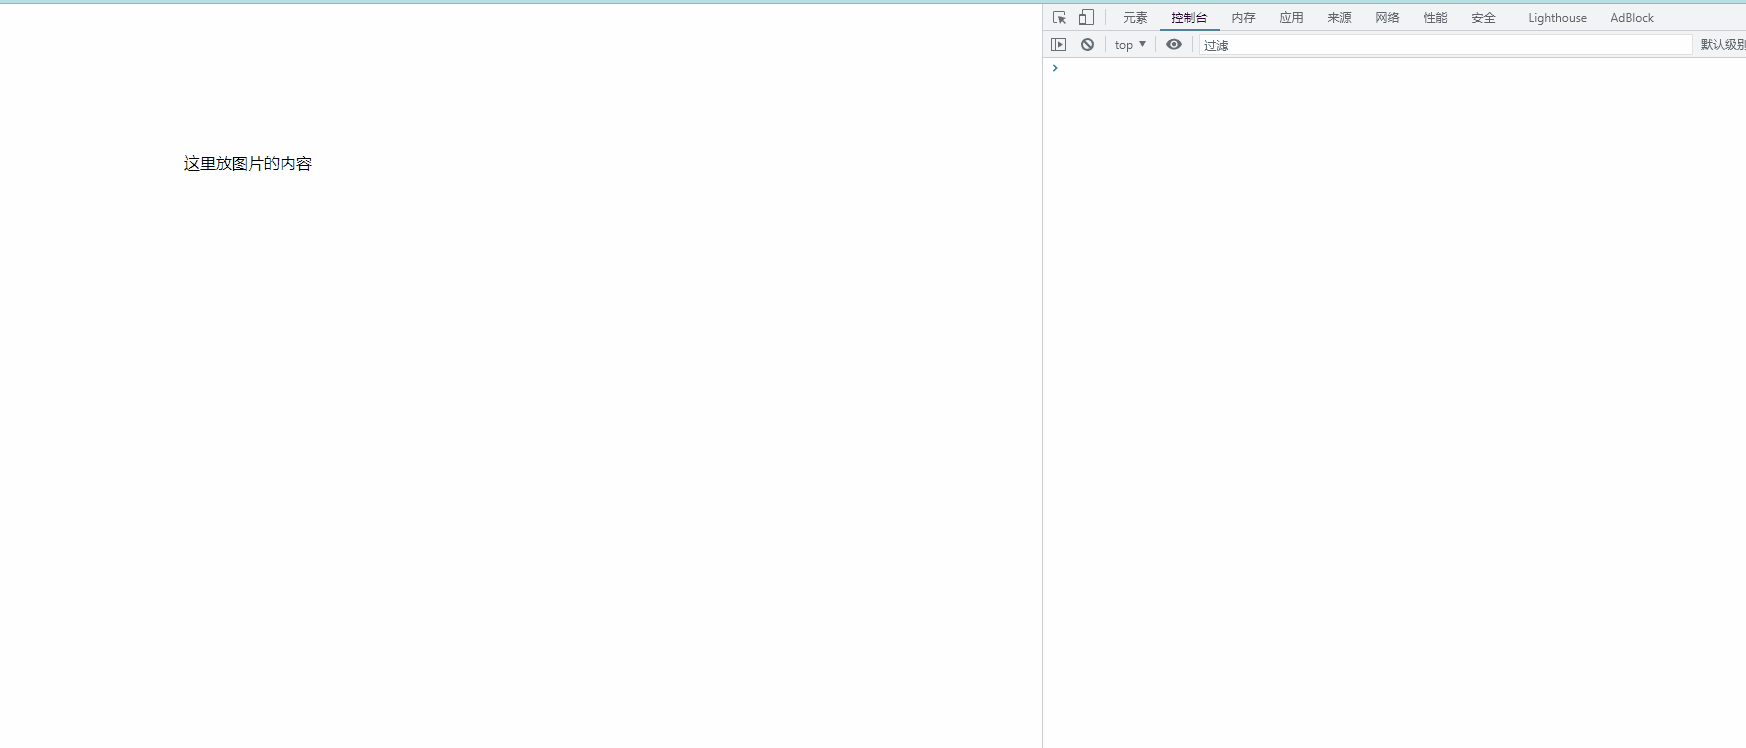 元素 控制台 内存 应用 来源 网络 性能 安全 Lighthouse AdBlock
top 过滤 默认级别
这里放图片的内容